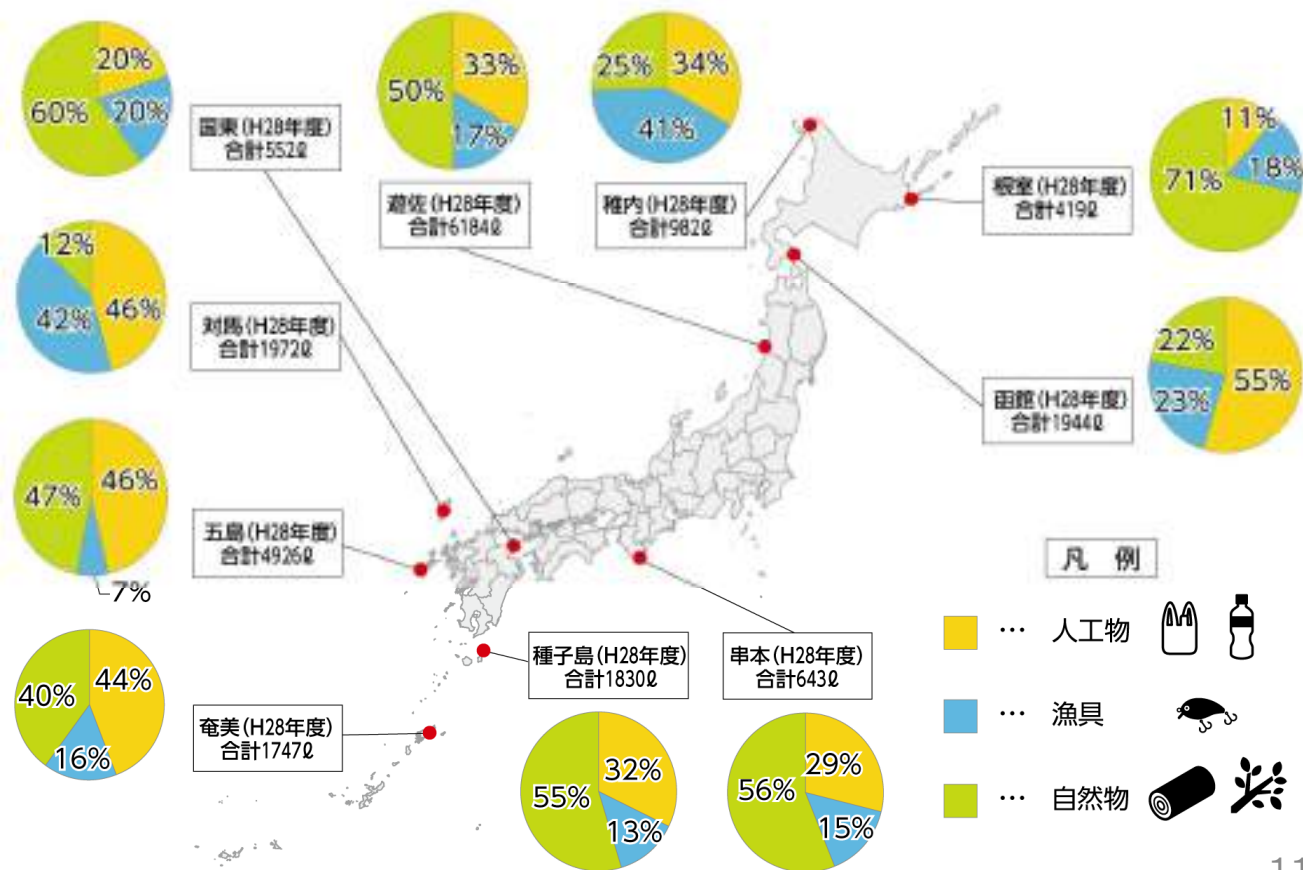 20%
20%
60%
国東(H28年度)
合計552ℓ
33%
17%
50%
遊佐(H28年度)
合計6184ℓ
34%
41%
25%
稚内(H28年度)
合計982ℓ
11%
18%
71%
根室(H28年度)
合計419ℓ
12%
42%
46%
対馬(H28年度)
合計1972ℓ
22%
23%
55%
函館(H28年度)
合計1944ℓ
47%
46%
7%
五島(H28年度)
合計4926ℓ
40%
44%
16%
奄美(H28年度)
合計1747ℓ
種子島(H28年度)
合計1830ℓ
32%
55%
13%
串本(H28年度)
合計643ℓ
29%
56%
15%
凡 例
… 人工物
… 漁具
… 自然物
11